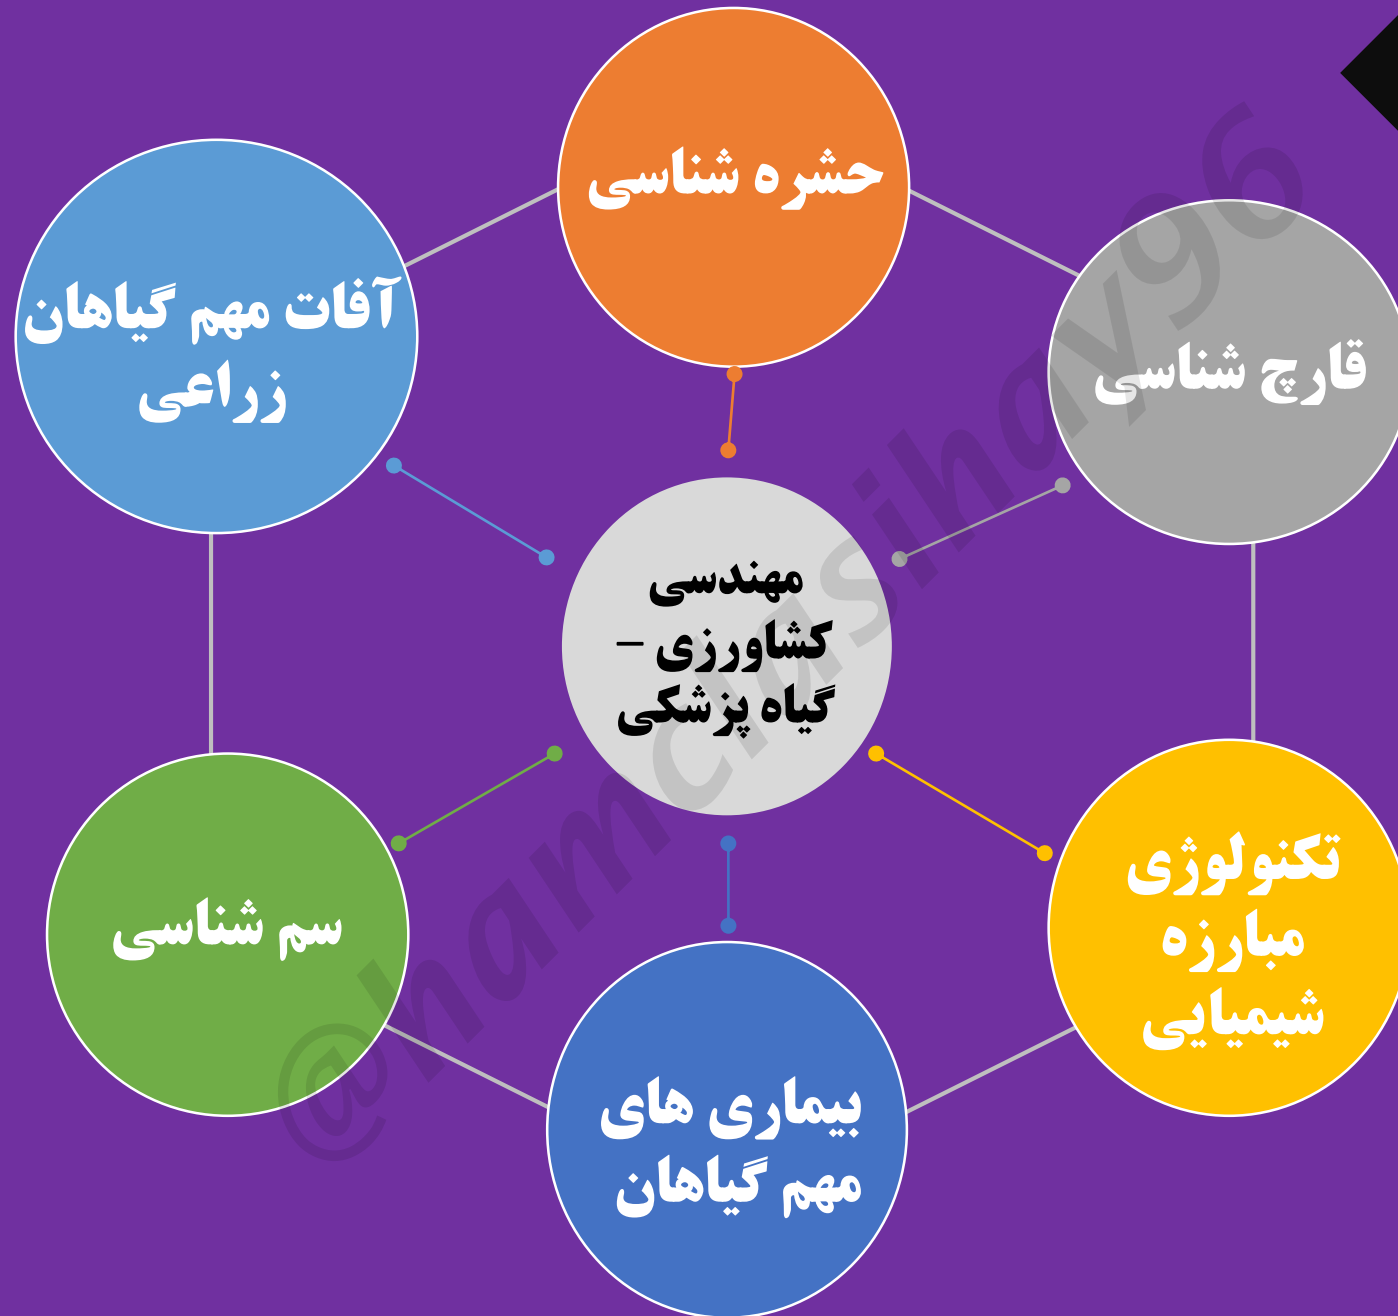 حشره شناسی
قارچ شناسی
آفات مهم گیاهان
زراعی
مهندسی
کشاورزی –
گیاه پزشکی
تکنولوژی
مبارزه
شیمیایی
سم شناسی
بیماری های
مهم گیاهان
@hamclasihay96